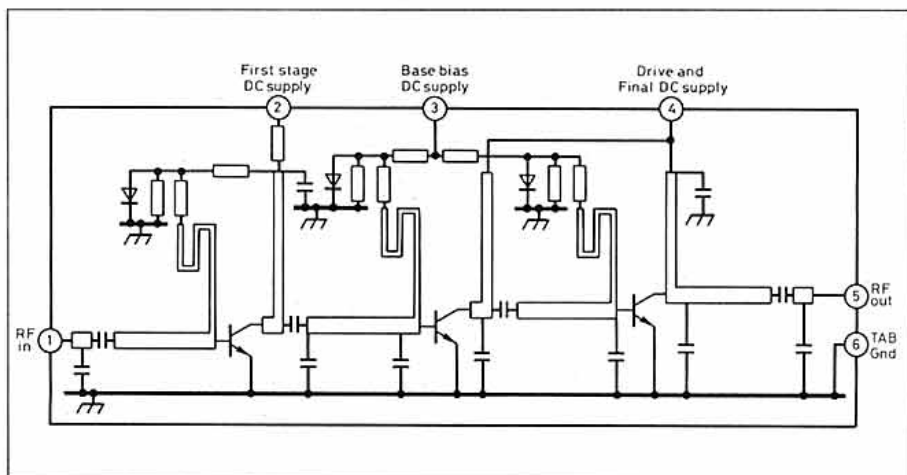 First stage
DC supply
2
Base bias
DC supply
3
Drive and
Final DC supply
4
RF
in
1
5
RF
out
6
TAB
Gnd